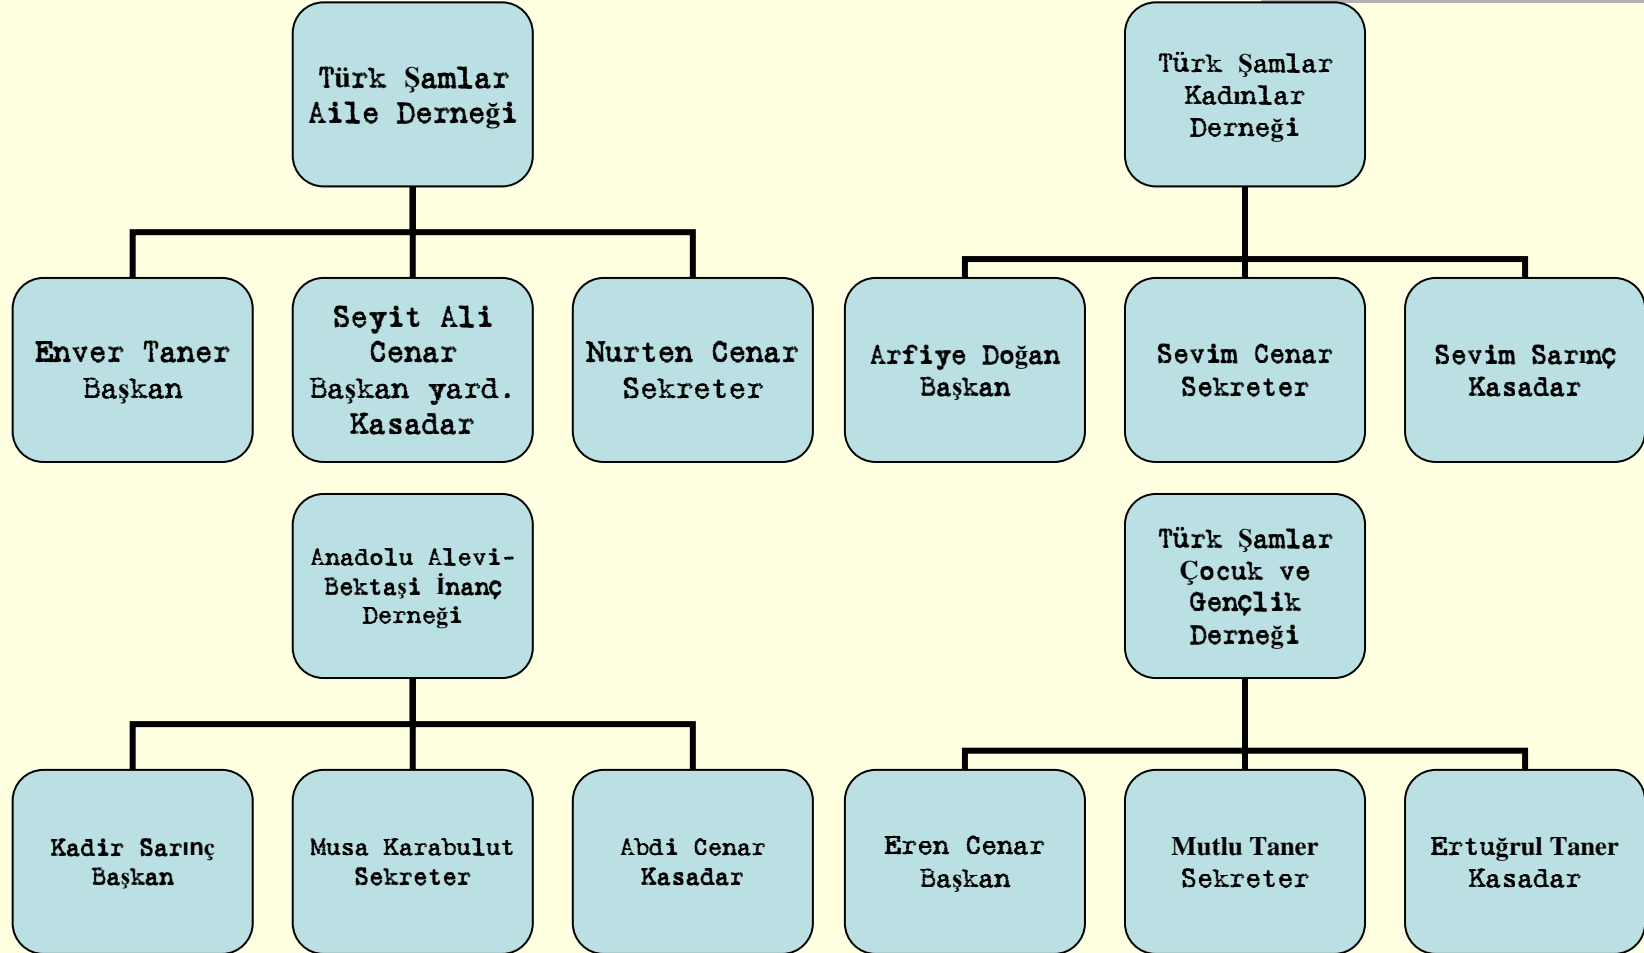 Türk Şamlar
Aile Derneği
Enver Taner
Başkan
Seyit Ali
Cenar
Başkan yard.
Kasadar
Nurten Cenar
Sekreter
Türk Şamlar
Kadınlar
Derneği
Arfiye Doğan
Başkan
Sevim Cenar
Sekreter
Sevim Sarınç
Kasadar
Anadolu Alevi-
Bektaşi İnanç
Derneği
Kadir Sarınç
Başkan
Musa Karabulut
Sekreter
Abdi Cenar
Kasadar
Türk Şamlar
Çocuk ve
Gençlik
Derneği
Eren Cenar
Başkan
Mutlu Taner
Sekreter
Ertuğrul Taner
Kasadar